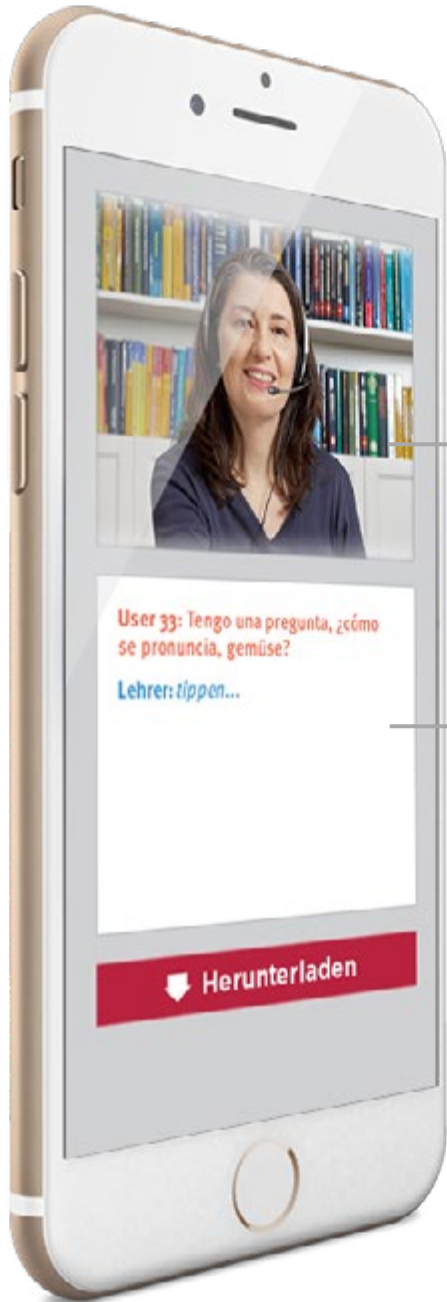 User 33: Tengo una pregunta, ¿cómo
se pronuncia, gemüse?
Lehrer: tippen...
Herunterladen